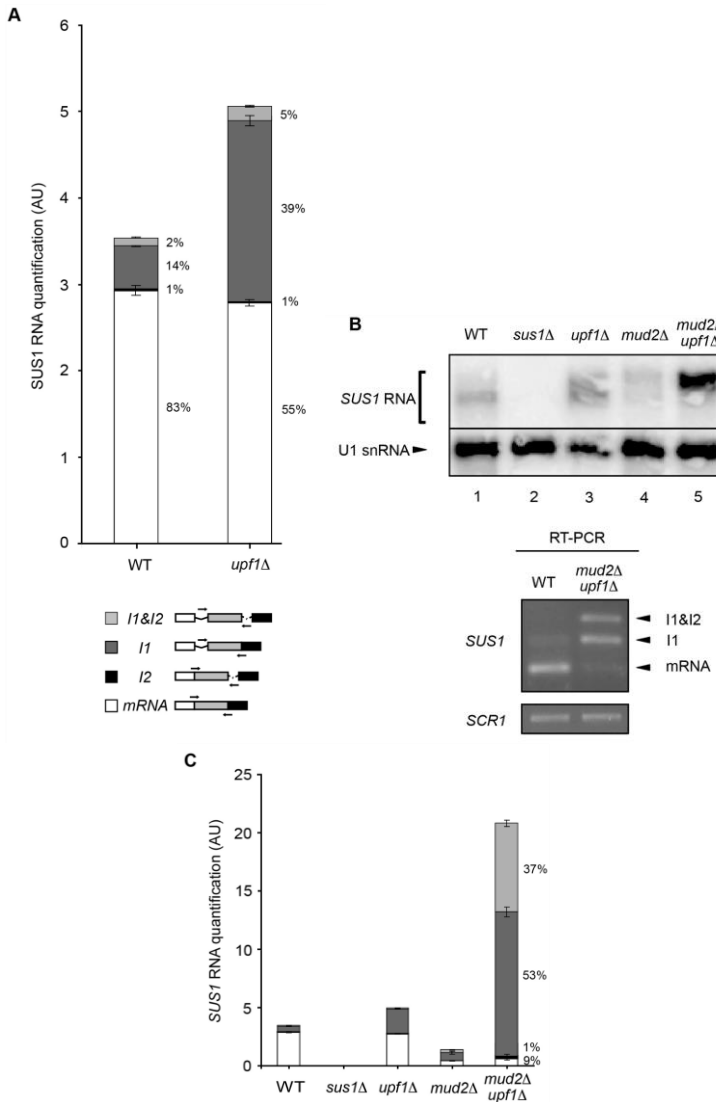 A
6
5
4
3
2
1
0
SUS1 RNA quantification (AU)
2%
14%
1%
83%
5%
39%
1%
55%
WT
upf1Δ
I1&I2
I1
I2
mRNA
B
WT
sus1Δ
upf1Δ
mud2Δ
mud2Δ
upf1Δ
SUS1 RNA
U1 snRNA
1 2 3 4 5
RT-PCR
WT
mud2Δ
upf1Δ
SUS1
I1&I2
I1
mRNA
SCR1
C
25
20
15
10
5
0
SUS1 RNA quantification (AU)
37%
53%
1%
9%
WT
sus1Δ
upf1Δ
mud2Δ
mud2Δ
upf1Δ